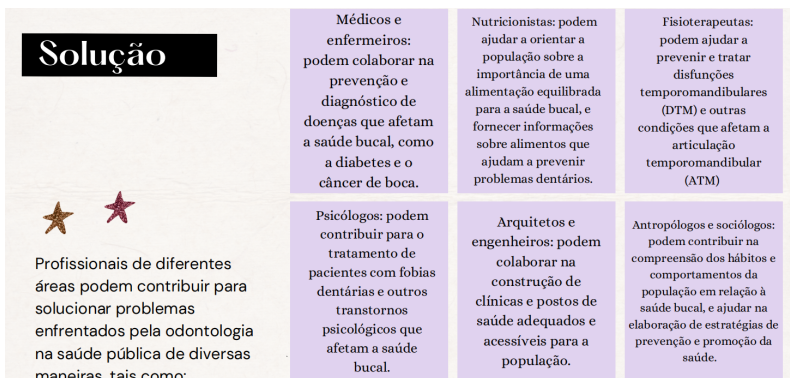 Solução
Profissionais de diferentes
áreas podem contribuir para
solucionar problemas
enfrentados pela odontologia
na saúde pública de diversas
maneiras, tais como:
Médicos e
enfermeiros:
podem colaborar na
prevenção e
diagnóstico de
doenças que afetam
a saúde bucal, como
a diabetes e o
câncer de boca.
Nutricionistas: podem
ajudar a orientar a
população sobre a
importância de uma
alimentação equilibrada
para a saúde bucal, e
fornecer informações
sobre alimentos que
ajudam a prevenir
problemas dentários.
Fisioterapeutas:
podem ajudar a
prevenir e tratar
disfunções
temporomandibulares
(DTM) e outras
condições que afetam a
articulação
temporomandibular
(ATM)
Psicólogos: podem
contribuir para o
tratamento de
pacientes com fobias
dentárias e outros
transtornos
psicológicos que
afetam a saúde
bucal.
Arquitetos e
engenheiros: podem
colaborar na
construção de
clínicas e postos de
saúde adequados e
acessíveis para a
população.
Antropólogos e sociólogos:
podem contribuir na
compreensão dos hábitos e
comportamentos da
população em relação à
saúde bucal, e ajudar na
elaboração de estratégias de
prevenção e promoção da
saúde.